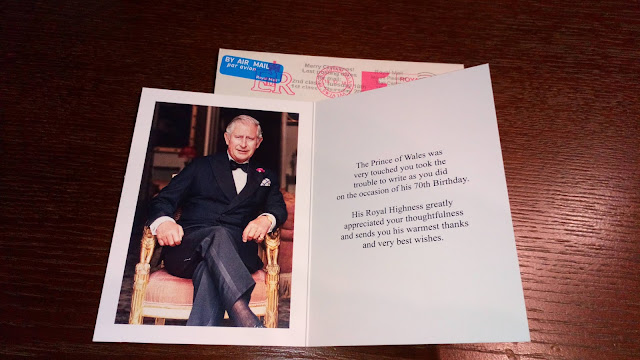 BY AIR MAIL
par avion
Royal Mail
The Prince of Wales was
very touched you took the
trouble to write as you did
on the occasion of his 70th Birthday.
His Royal Highness greatly
appreciated your thoughtfulness
and sends you his warmest thanks
and very best wishes.